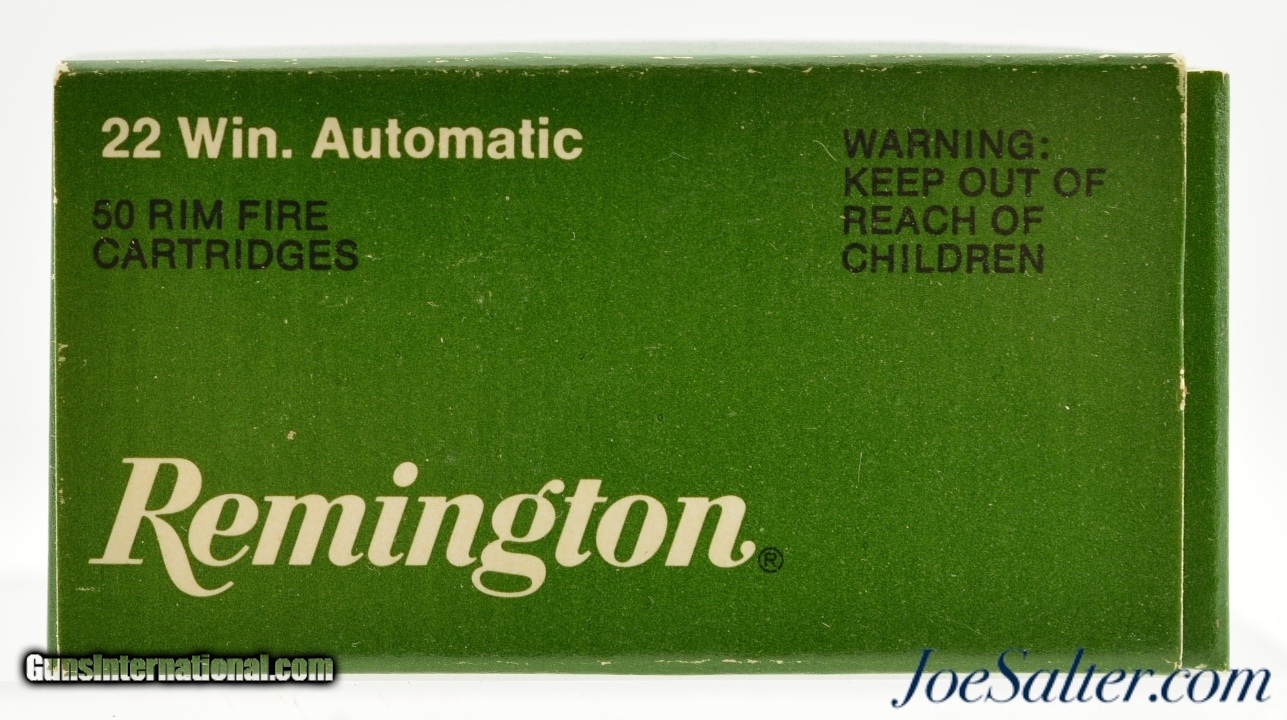 22 Win. Automatic
50 RIM FIRE
CARTRIDGES
WARNING:
KEEP OUT OF
REACH OF
CHILDREN
Remington®
GunsInternational.com
JoeSalter.com